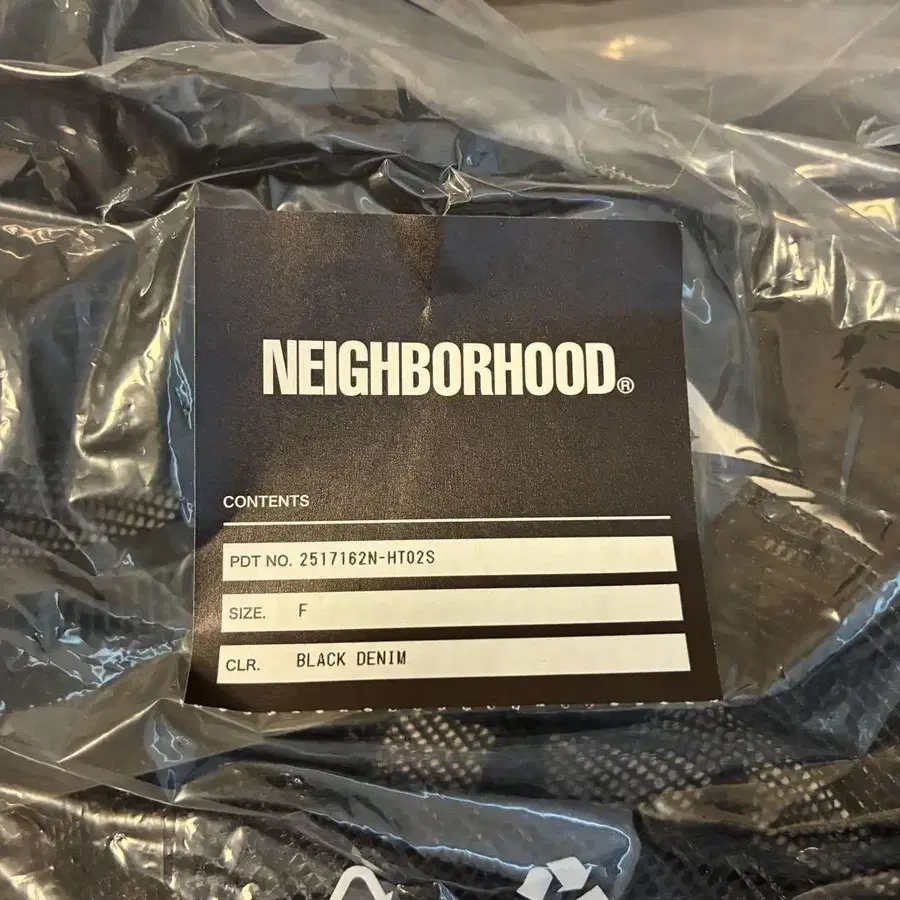 NEIGHBORHOOD®
CONTENTS
PDT NO. 2517162N-HT02S
SIZE. F
CLR. BLACK DENIM